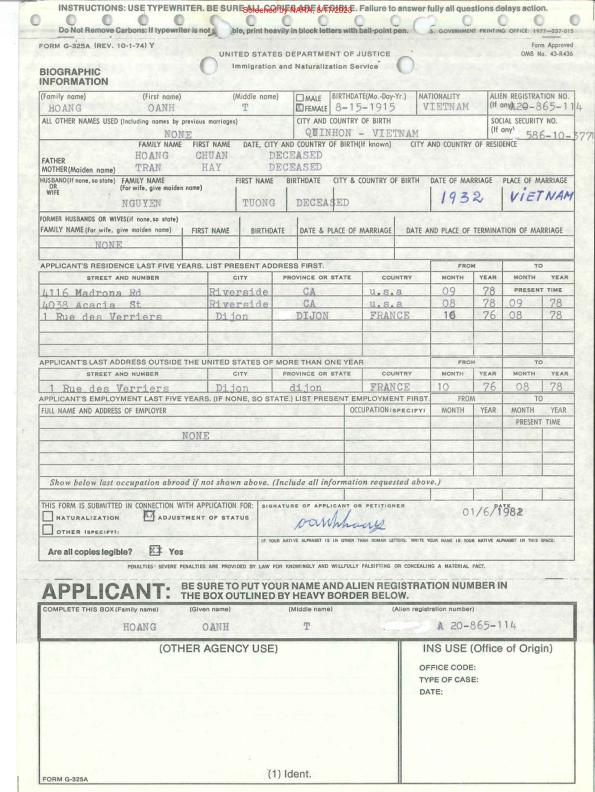 INSTRUCTIONS: USE TYPEWRITER. BE SURE ALL COPIES ARE LEGIBLE. Failure to answer fully all questions delays action.
Screened by NARA, 8/17/2023
Do Not Remove Carbons: If typewriter is not available, print heavily in block letters with ball-point pen. U.S. GOVERNMENT PRINTING OFFICE: 1977-237-015
FORM G-325A (REV. 10-1-74) Y
Form Approved
OMB No. 43-R436
UNITED STATES DEPARTMENT OF JUSTICE
Immigration and Naturalization Service
BIOGRAPHIC
INFORMATION
(Family name) (First name) (Middle name) MALE BIRTHDATE(Mo.-Day-Yr.) NATIONALITY ALIEN REGISTRATION NO.
HOANG OANH T FEMALE 8-15-1915 VIETNAM (If any) A20-865-114
ALL OTHER NAMES USED (Including names by previous marriages) CITY AND COUNTRY OF BIRTH SOCIAL SECURITY NO.
NONE QUINHON - VIETNAM (If any) 586-10-377
FAMILY NAME FIRST NAME DATE, CITY AND COUNTRY OF BIRTH(If known) CITY AND COUNTRY OF RESIDENCE
FATHER HOANG CHUAN DECEASED
MOTHER(Maiden name) TRAN HAY DECEASED
HUSBAND(If none, so state) OR WIFE FAMILY NAME (For wife, give maiden name) FIRST NAME BIRTHDATE CITY & COUNTRY OF BIRTH DATE OF MARRIAGE PLACE OF MARRIAGE
NGUYEN TUONG DECEASED 1932 VIETNAM
FORMER HUSBANDS OR WIVES(if none, so state)
FAMILY NAME (For wife, give maiden name) FIRST NAME BIRTHDATE DATE & PLACE OF MARRIAGE DATE AND PLACE OF TERMINATION OF MARRIAGE
NONE
APPLICANT'S RESIDENCE LAST FIVE YEARS. LIST PRESENT ADDRESS FIRST. FROM TO
STREET AND NUMBER CITY PROVINCE OR STATE COUNTRY MONTH YEAR MONTH YEAR
4116 Madrona Rd Riverside CA u.s.a 09 78 PRESENT TIME
4038 Acacia St Riverside CA u.s.a 08 78 09 78
1 Rue des Verriers Dijon DIJON FRANCE 10 76 08 78
APPLICANT'S LAST ADDRESS OUTSIDE THE UNITED STATES OF MORE THAN ONE YEAR FROM TO
STREET AND NUMBER CITY PROVINCE OR STATE COUNTRY MONTH YEAR MONTH YEAR
1 Rue des Verriers Dijon dijon FRANCE 10 76 08 78
APPLICANT'S EMPLOYMENT LAST FIVE YEARS. (IF NONE, SO STATE.) LIST PRESENT EMPLOYMENT FIRST. FROM TO
FULL NAME AND ADDRESS OF EMPLOYER OCCUPATION (SPECIFY) MONTH YEAR MONTH YEAR
PRESENT TIME
NONE
Show below last occupation abroad if not shown above. (Include all information requested above.)
THIS FORM IS SUBMITTED IN CONNECTION WITH APPLICATION FOR: SIGNATURE OF APPLICANT OR PETITIONER DATE
NATURALIZATION ADJUSTMENT OF STATUS 01/6/1982
OTHER (SPECIFY):
IF YOUR NATIVE ALPHABET IS IN OTHER THAN ROMAN LETTERS, WRITE YOUR NAME IN YOUR NATIVE ALPHABET IN THIS SPACE:
Are all copies legible? Yes
PENALTIES: SEVERE PENALTIES ARE PROVIDED BY LAW FOR KNOWINGLY AND WILLFULLY FALSIFYING OR CONCEALING A MATERIAL FACT.
APPLICANT: BE SURE TO PUT YOUR NAME AND ALIEN REGISTRATION NUMBER IN
THE BOX OUTLINED BY HEAVY BORDER BELOW.
COMPLETE THIS BOX (Family name) (Given name) (Middle name) (Alien registration number)
HOANG OANH T A 20-865-114
(OTHER AGENCY USE) INS USE (Office of Origin)
OFFICE CODE:
TYPE OF CASE:
DATE:
(1) Ident.
FORM G-325A